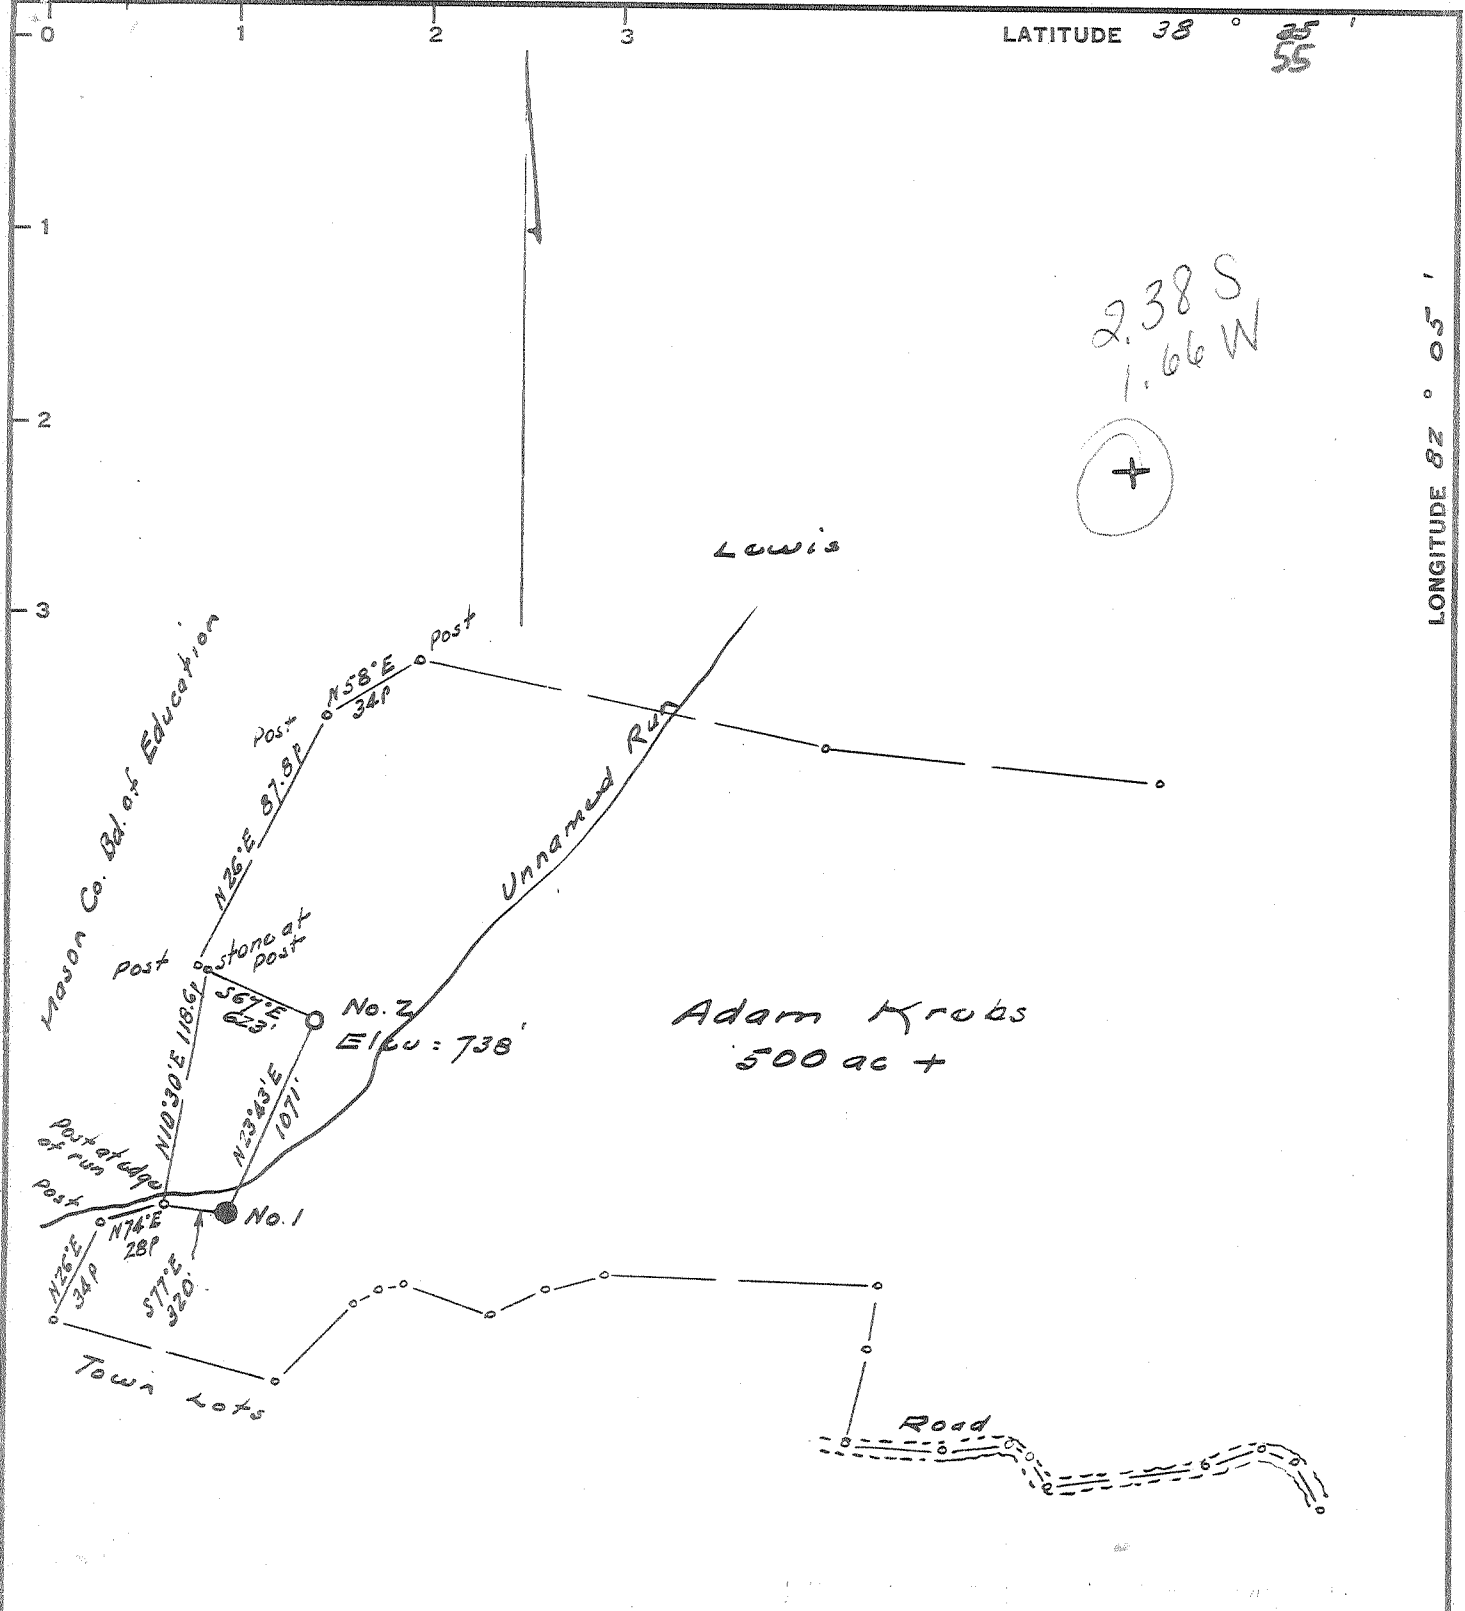 0 1 2 3 LATITUDE 38 ° 25 '
55
1
2
3
2.38 S
1.66 W
LONGITUDE 82 ° 05 '
Lewis
Mason Co. Bd. of Education
Post
N58°E
34P
Post
N26°E 87.8P
Unnamed Run
Post
stone at
post
S67°E
623'
No. 2
Elev = 738'
Adam Krebs
500 ac +
N10°30'E 118.6P
N23°43'E
1071'
Post at edge
of run
Post
N74°E
28P
No. 1
N26°E
34P
S77°E
320'
Town Lots
Road